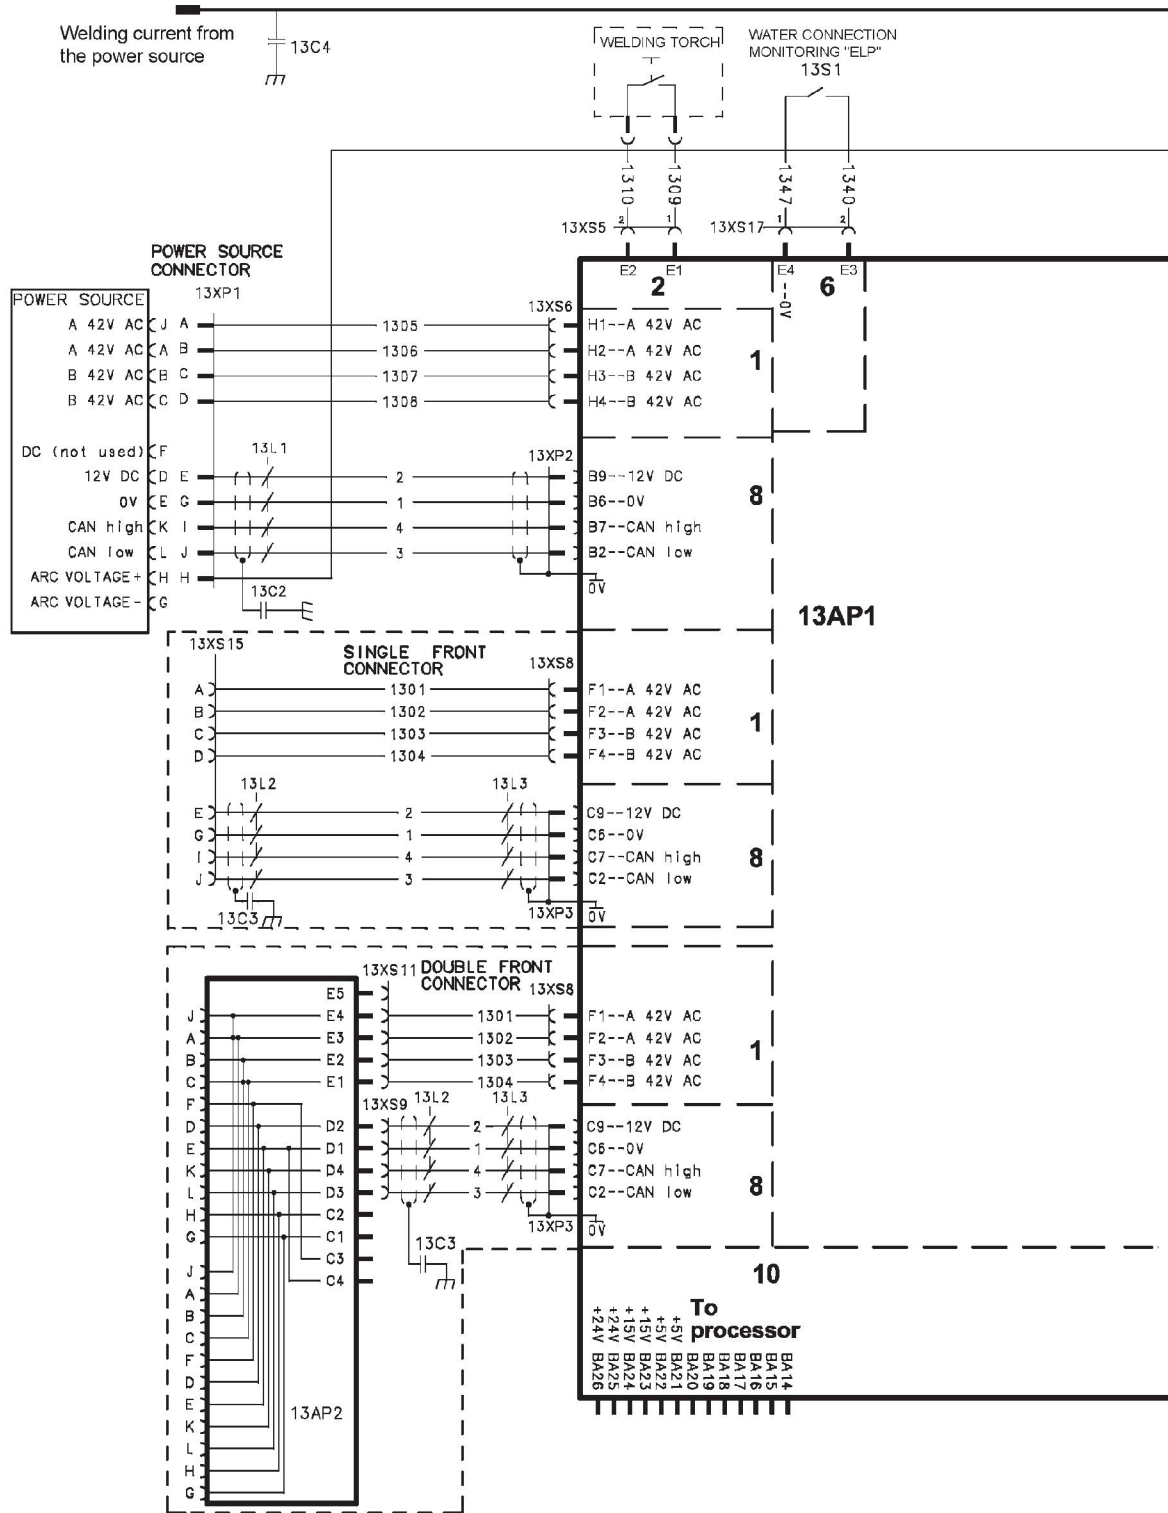 Welding current from
the power source
13C4
WELDING TORCH
WATER CONNECTION
MONITORING "ELP"
13S1
1310
1309
1347
1340
13XS5
2
1
13XS17
1
2
E2
E1
E4
E3
2
6
--0V
POWER SOURCE
CONNECTOR
13XP1
13XS6
POWER SOURCE
A 42V AC J A 1305 H1--A 42V AC
A 42V AC A B 1306 H2--A 42V AC
B 42V AC B C 1307 H3--B 42V AC
B 42V AC C D 1308 H4--B 42V AC
1
DC (not used) F
13L1
13XP2
12V DC D E 2 B9--12V DC
0V E G 1 B6--0V
CAN high K I 4 B7--CAN high
CAN low L J 3 B2--CAN low
8
ARC VOLTAGE+ H H
0V
ARC VOLTAGE- G
13C2
13AP1
13XS15
SINGLE FRONT
CONNECTOR
13XS8
A 1301 F1--A 42V AC
B 1302 F2--A 42V AC
C 1303 F3--B 42V AC
D 1304 F4--B 42V AC
1
13L2
13L3
E 2 C9--12V DC
G 1 C6--0V
I 4 C7--CAN high
J 3 C2--CAN low
8
13C3
13XP3
0V
13XS11
DOUBLE FRONT
CONNECTOR
13XS8
E5
J E4 1301 F1--A 42V AC
A E3 1302 F2--A 42V AC
B E2 1303 F3--B 42V AC
C E1 1304 F4--B 42V AC
1
F
13XS9
13L2
13L3
D D2 2 C9--12V DC
E D1 1 C6--0V
K D4 4 C7--CAN high
L D3 3 C2--CAN low
8
H C2
13XP3
0V
G C1
13C3
C3
J C4
A
B
C
F
D
E
K
L
H
G
13AP2
10
To
processor
+24V BA26
+24V BA25
+15V BA24
+15V BA23
+5V BA22
+5V BA21
BA20
BA19
BA18
BA17
BA16
BA15
BA14